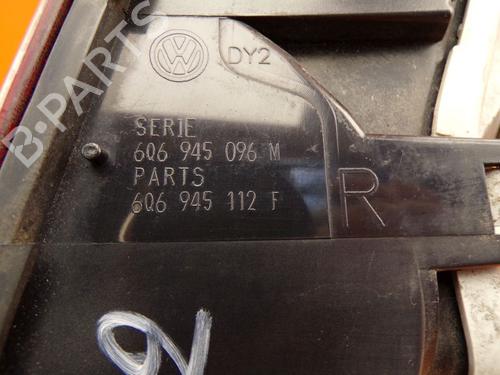 DY2
SERIE
6Q6 945 096 M
PARTS
6Q6 945 112 F
R
B-PARTS